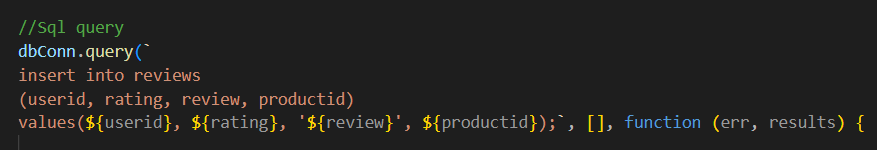 //Sql query
dbConn.query(`
insert into reviews
(userid, rating, review, productid)
values(${userid}, ${rating}, '${review}', ${productid});`, [], function (err, results) {